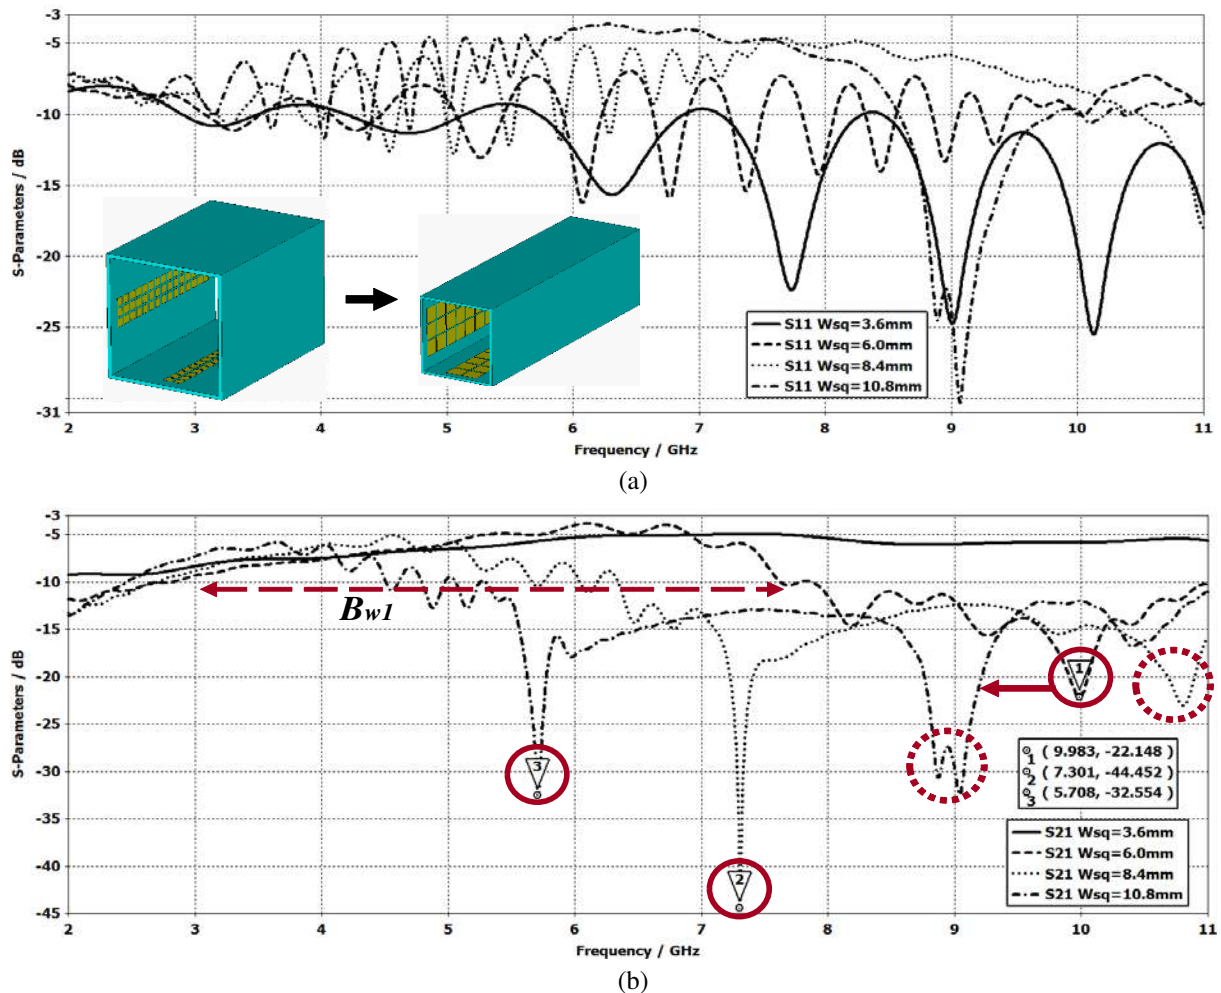 -3
-5
-10
-15
-20
-25
-31
S-Parameters / dB
S11 Wsq=3.6mm
S11 Wsq=6.0mm
S11 Wsq=8.4mm
S11 Wsq=10.8mm
2 3 4 5 6 7 8 9 10 11
Frequency / GHz
(a)
-3
-5
-10
-15
-20
-25
-30
-35
-40
-45
S-Parameters / dB
Bw1
1
3
2
1 ( 9.983, -22.148 )
2 ( 7.301, -44.452 )
3 ( 5.708, -32.554 )
S21 Wsq=3.6mm
S21 Wsq=6.0mm
S21 Wsq=8.4mm
S21 Wsq=10.8mm
2 3 4 5 6 7 8 9 10 11
Frequency / GHz
(b)